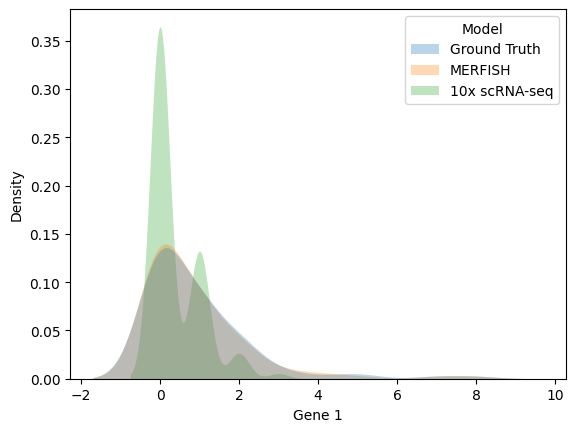 Model
Ground Truth
MERFISH
10x scRNA-seq
0.35
0.30
0.25
0.20
0.15
0.10
0.05
0.00
Density
−2
0
2
4
6
8
10
Gene 1